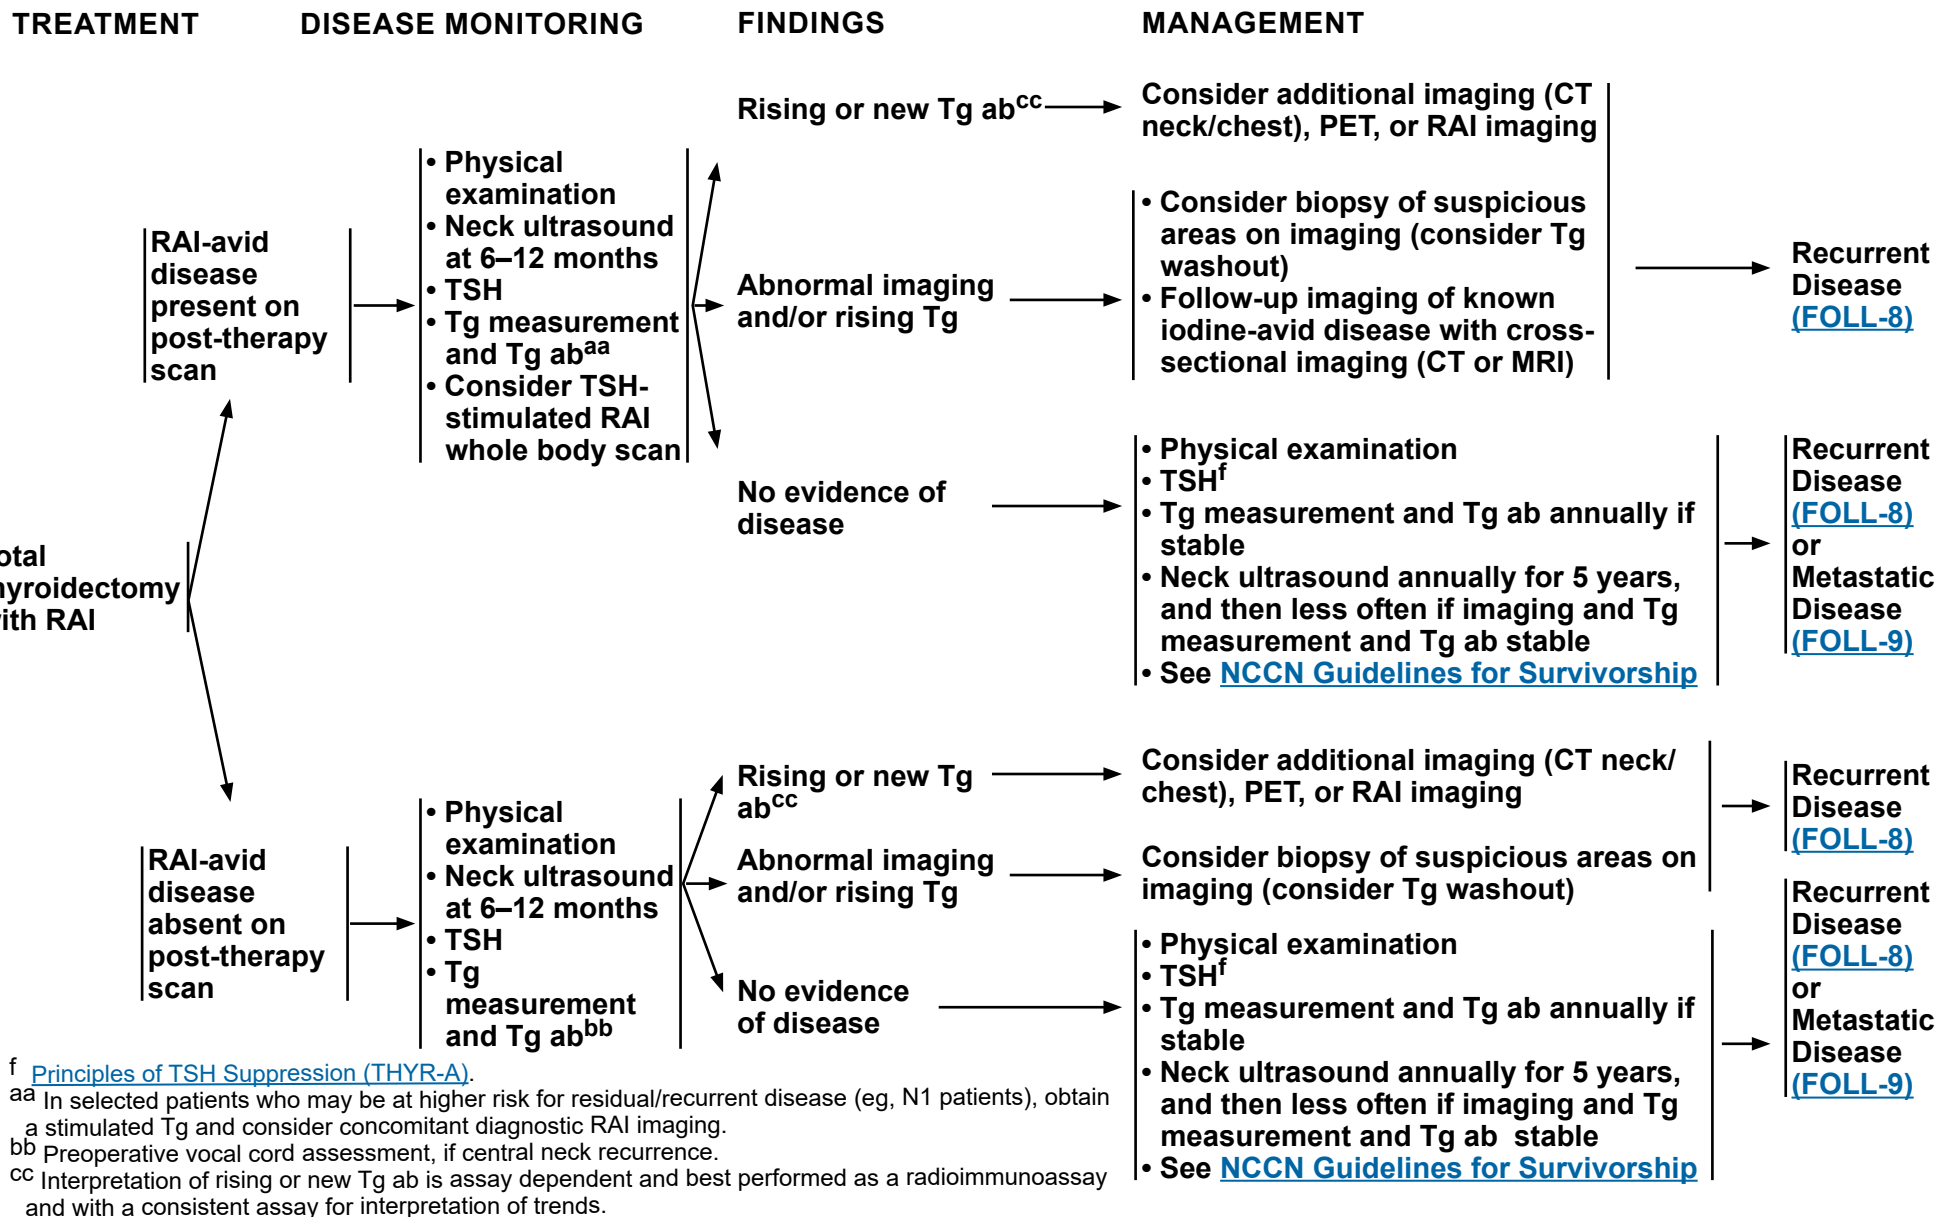 TREATMENT
DISEASE MONITORING
FINDINGS
MANAGEMENT
otal
hyroidectomy
ith RAI
RAI-avid
disease
present on
post-therapy
scan
• Physical
examination
• Neck ultrasound
at 6–12 months
• TSH
• Tg measurement
and Tg ab^aa
• Consider TSH-
stimulated RAI
whole body scan
Rising or new Tg ab^cc
Consider additional imaging (CT
neck/chest), PET, or RAI imaging
Abnormal imaging
and/or rising Tg
• Consider biopsy of suspicious
areas on imaging (consider Tg
washout)
• Follow-up imaging of known
iodine-avid disease with cross-
sectional imaging (CT or MRI)
Recurrent
Disease
(FOLL-8)
No evidence of
disease
• Physical examination
• TSH^f
• Tg measurement and Tg ab annually if
stable
• Neck ultrasound annually for 5 years,
and then less often if imaging and Tg
measurement and Tg ab stable
• See NCCN Guidelines for Survivorship
Recurrent
Disease
(FOLL-8)
or
Metastatic
Disease
(FOLL-9)
RAI-avid
disease
absent on
post-therapy
scan
• Physical
examination
• Neck ultrasound
at 6–12 months
• TSH
• Tg
measurement
and Tg ab^bb
Rising or new Tg
ab^cc
Consider additional imaging (CT neck/
chest), PET, or RAI imaging
Abnormal imaging
and/or rising Tg
Consider biopsy of suspicious areas on
imaging (consider Tg washout)
Recurrent
Disease
(FOLL-8)
No evidence
of disease
• Physical examination
• TSH^f
• Tg measurement and Tg ab annually if
stable
• Neck ultrasound annually for 5 years,
and then less often if imaging and Tg
measurement and Tg ab stable
• See NCCN Guidelines for Survivorship
Recurrent
Disease
(FOLL-8)
or
Metastatic
Disease
(FOLL-9)
f Principles of TSH Suppression (THYR-A).
aa In selected patients who may be at higher risk for residual/recurrent disease (eg, N1 patients), obtain
a stimulated Tg and consider concomitant diagnostic RAI imaging.
bb Preoperative vocal cord assessment, if central neck recurrence.
cc Interpretation of rising or new Tg ab is assay dependent and best performed as a radioimmunoassay
and with a consistent assay for interpretation of trends.